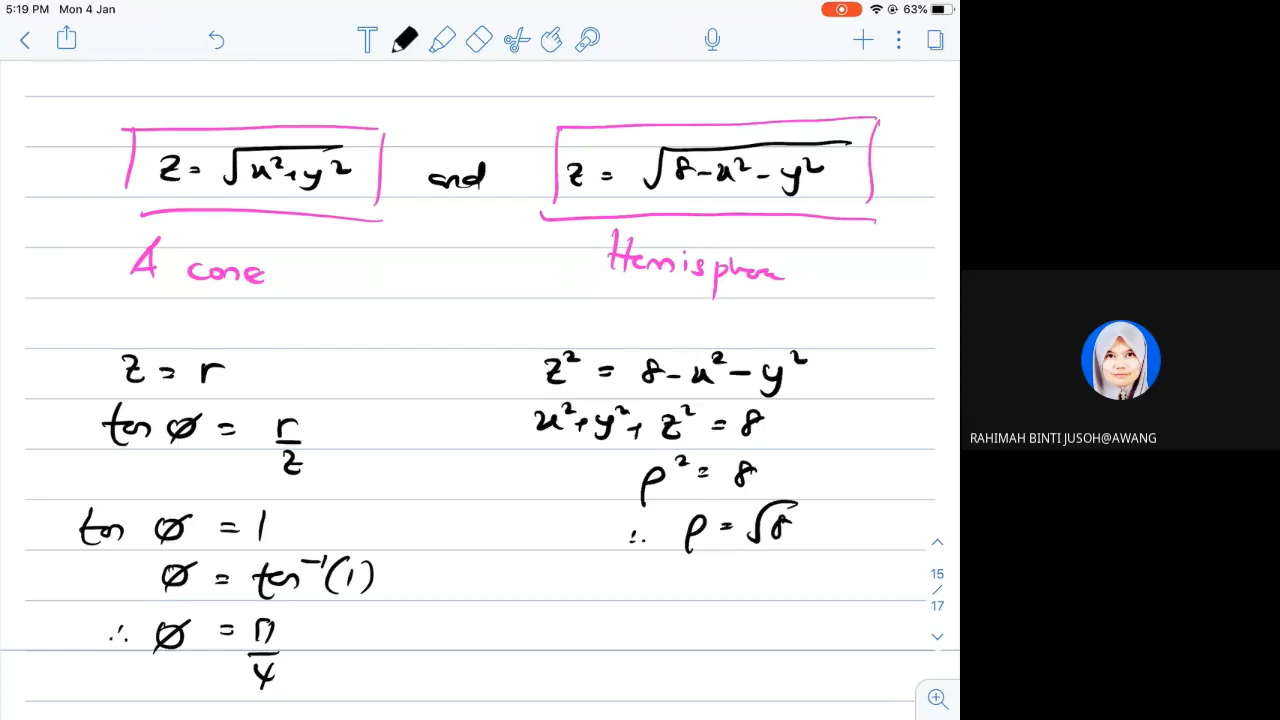 5:19 PM Mon 4 Jan 63%
z = √x²+y² and z = √8-x²-y²
A cone Hemisphere
z = r
tan φ = r/z
tan φ = 1
φ = tan⁻¹(1)
∴ φ = π/4
z² = 8-x²-y²
x²+y²+z² = 8
ρ² = 8
∴ ρ = √8
15
/
17
RAHIMAH BINTI JUSOH@AWANG